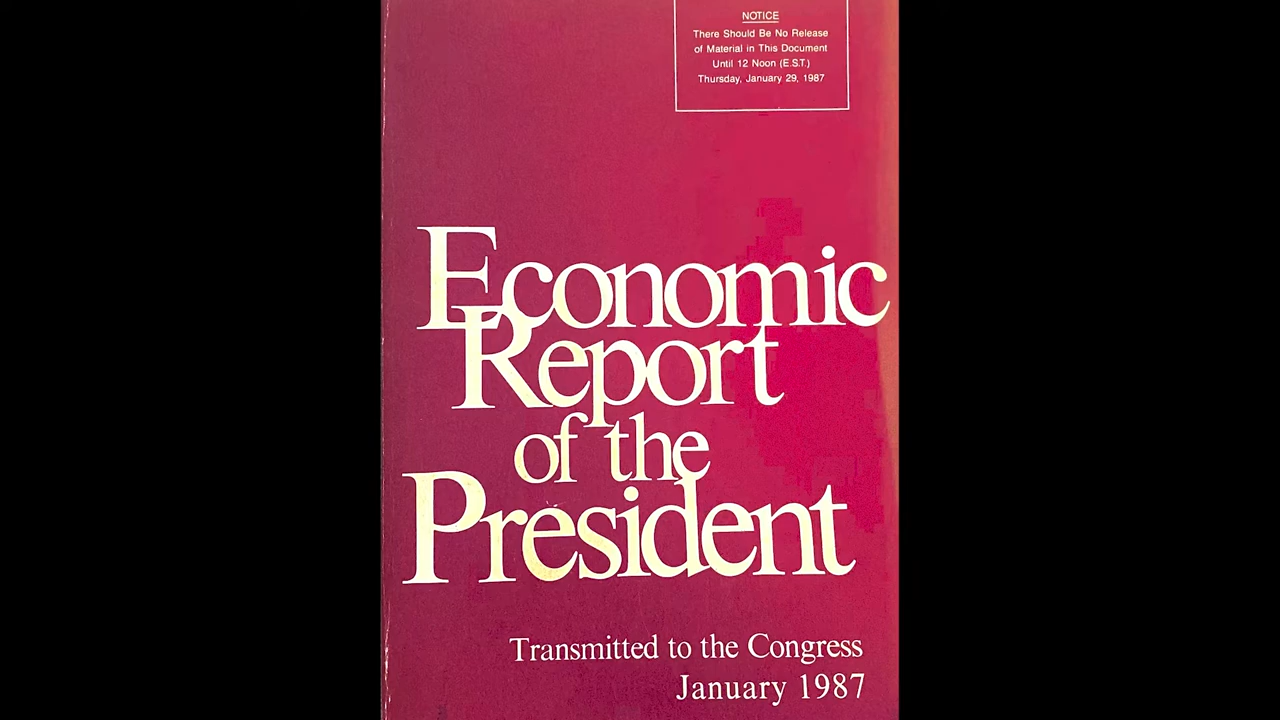 NOTICE
There Should Be No Release
of Material in This Document
Until 12 Noon (E.S.T.)
Thursday, January 29, 1987
Economic
Report
of the
President
Transmitted to the Congress
January 1987